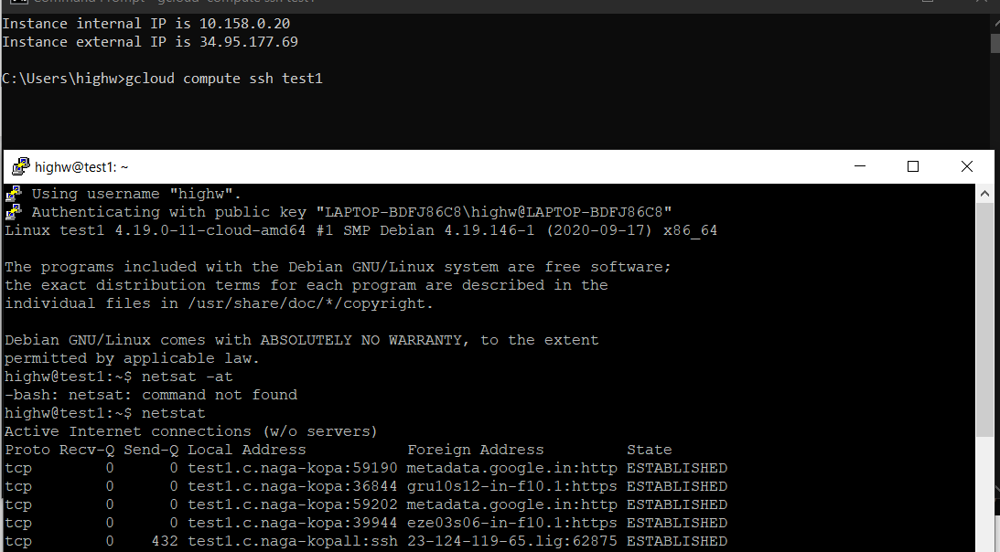 Command Prompt - gcloud compute ssh test1
Instance internal IP is 10.158.0.20
Instance external IP is 34.95.177.69
C:\Users\highw>gcloud compute ssh test1
highw@test1: ~
Using username "highw".
Authenticating with public key "LAPTOP-BDFJ86C8\highw@LAPTOP-BDFJ86C8"
Linux test1 4.19.0-11-cloud-amd64 #1 SMP Debian 4.19.146-1 (2020-09-17) x86_64
The programs included with the Debian GNU/Linux system are free software;
the exact distribution terms for each program are described in the
individual files in /usr/share/doc/*/copyright.
Debian GNU/Linux comes with ABSOLUTELY NO WARRANTY, to the extent
permitted by applicable law.
highw@test1:~$ netsat -at
-bash: netsat: command not found
highw@test1:~$ netstat
Active Internet connections (w/o servers)
Proto Recv-Q Send-Q Local Address           Foreign Address         State
tcp        0      0 test1.c.naga-kopa:59190 metadata.google.in:http ESTABLISHED
tcp        0      0 test1.c.naga-kopa:36844 gru10s12-in-f10.1:https ESTABLISHED
tcp        0      0 test1.c.naga-kopa:59202 metadata.google.in:http ESTABLISHED
tcp        0      0 test1.c.naga-kopa:39944 eze03s06-in-f10.1:https ESTABLISHED
tcp        0    432 test1.c.naga-kopall:ssh 23-124-119-65.lig:62875 ESTABLISHED